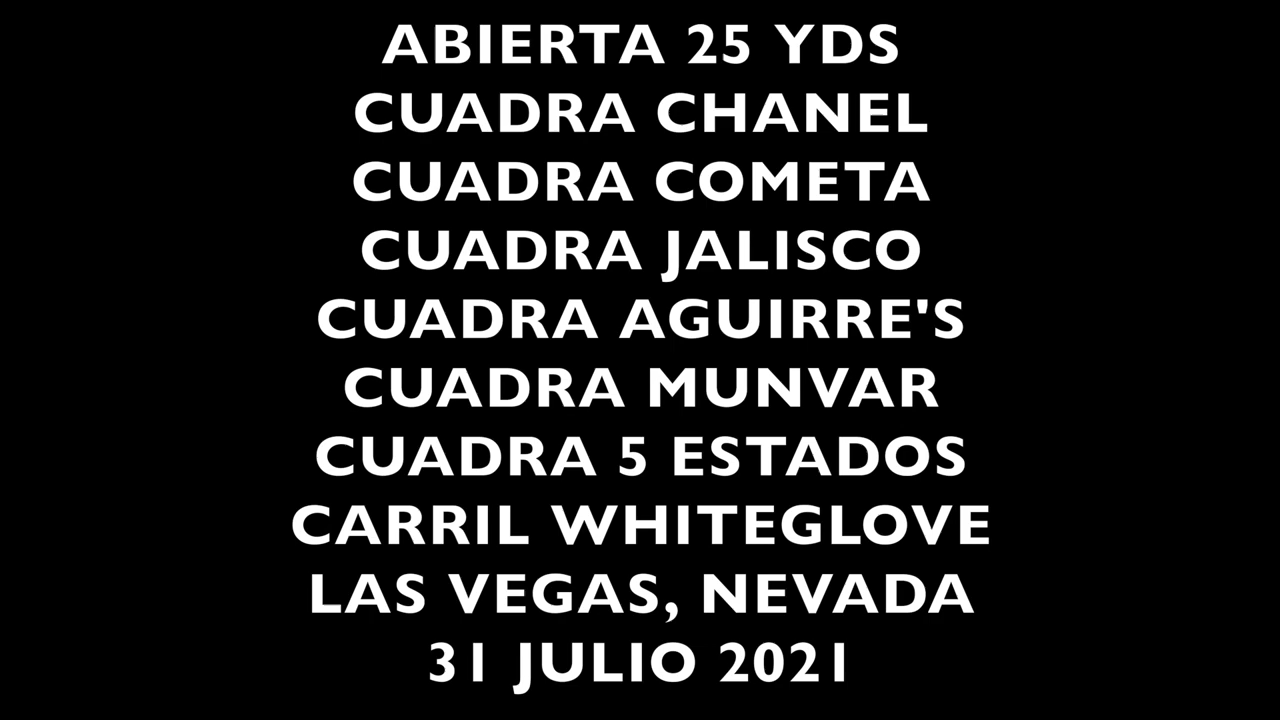 ABIERTA 25 YDS
CUADRA CHANEL
CUADRA COMETA
CUADRA JALISCO
CUADRA AGUIRRE'S
CUADRA MUNVAR
CUADRA 5 ESTADOS
CARRIL WHITEGLOVE
LAS VEGAS, NEVADA
31 JULIO 2021